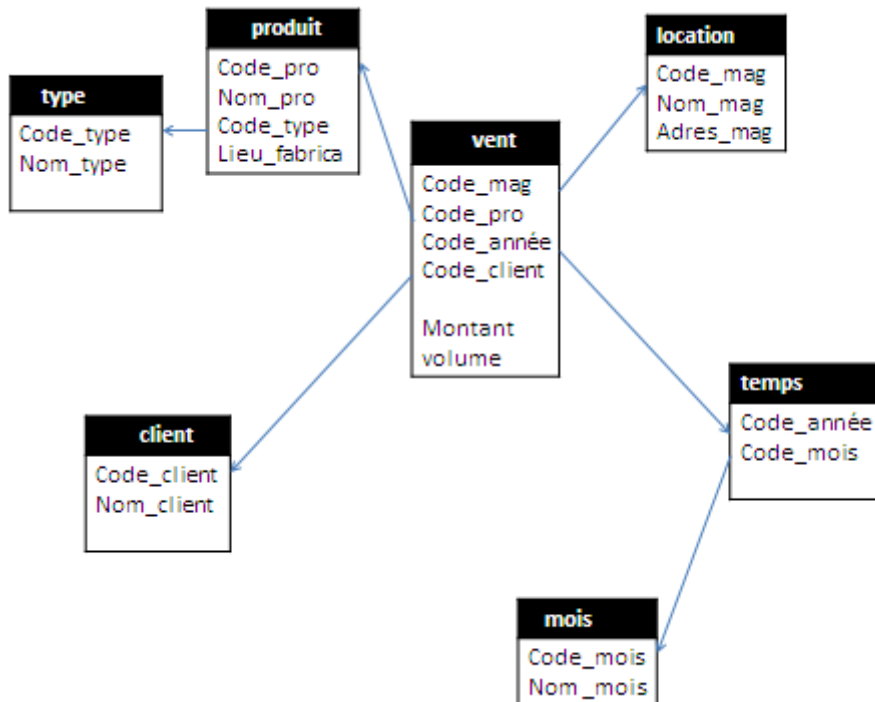 produit
Code_pro
Nom_pro
Code_type
Lieu_fabrica
location
Code_mag
Nom_mag
Adres_mag
type
Code_type
Nom_type
vent
Code_mag
Code_pro
Code_année
Code_client
Montant
volume
temps
Code_année
Code_mois
client
Code_client
Nom_client
mois
Code_mois
Nom_mois